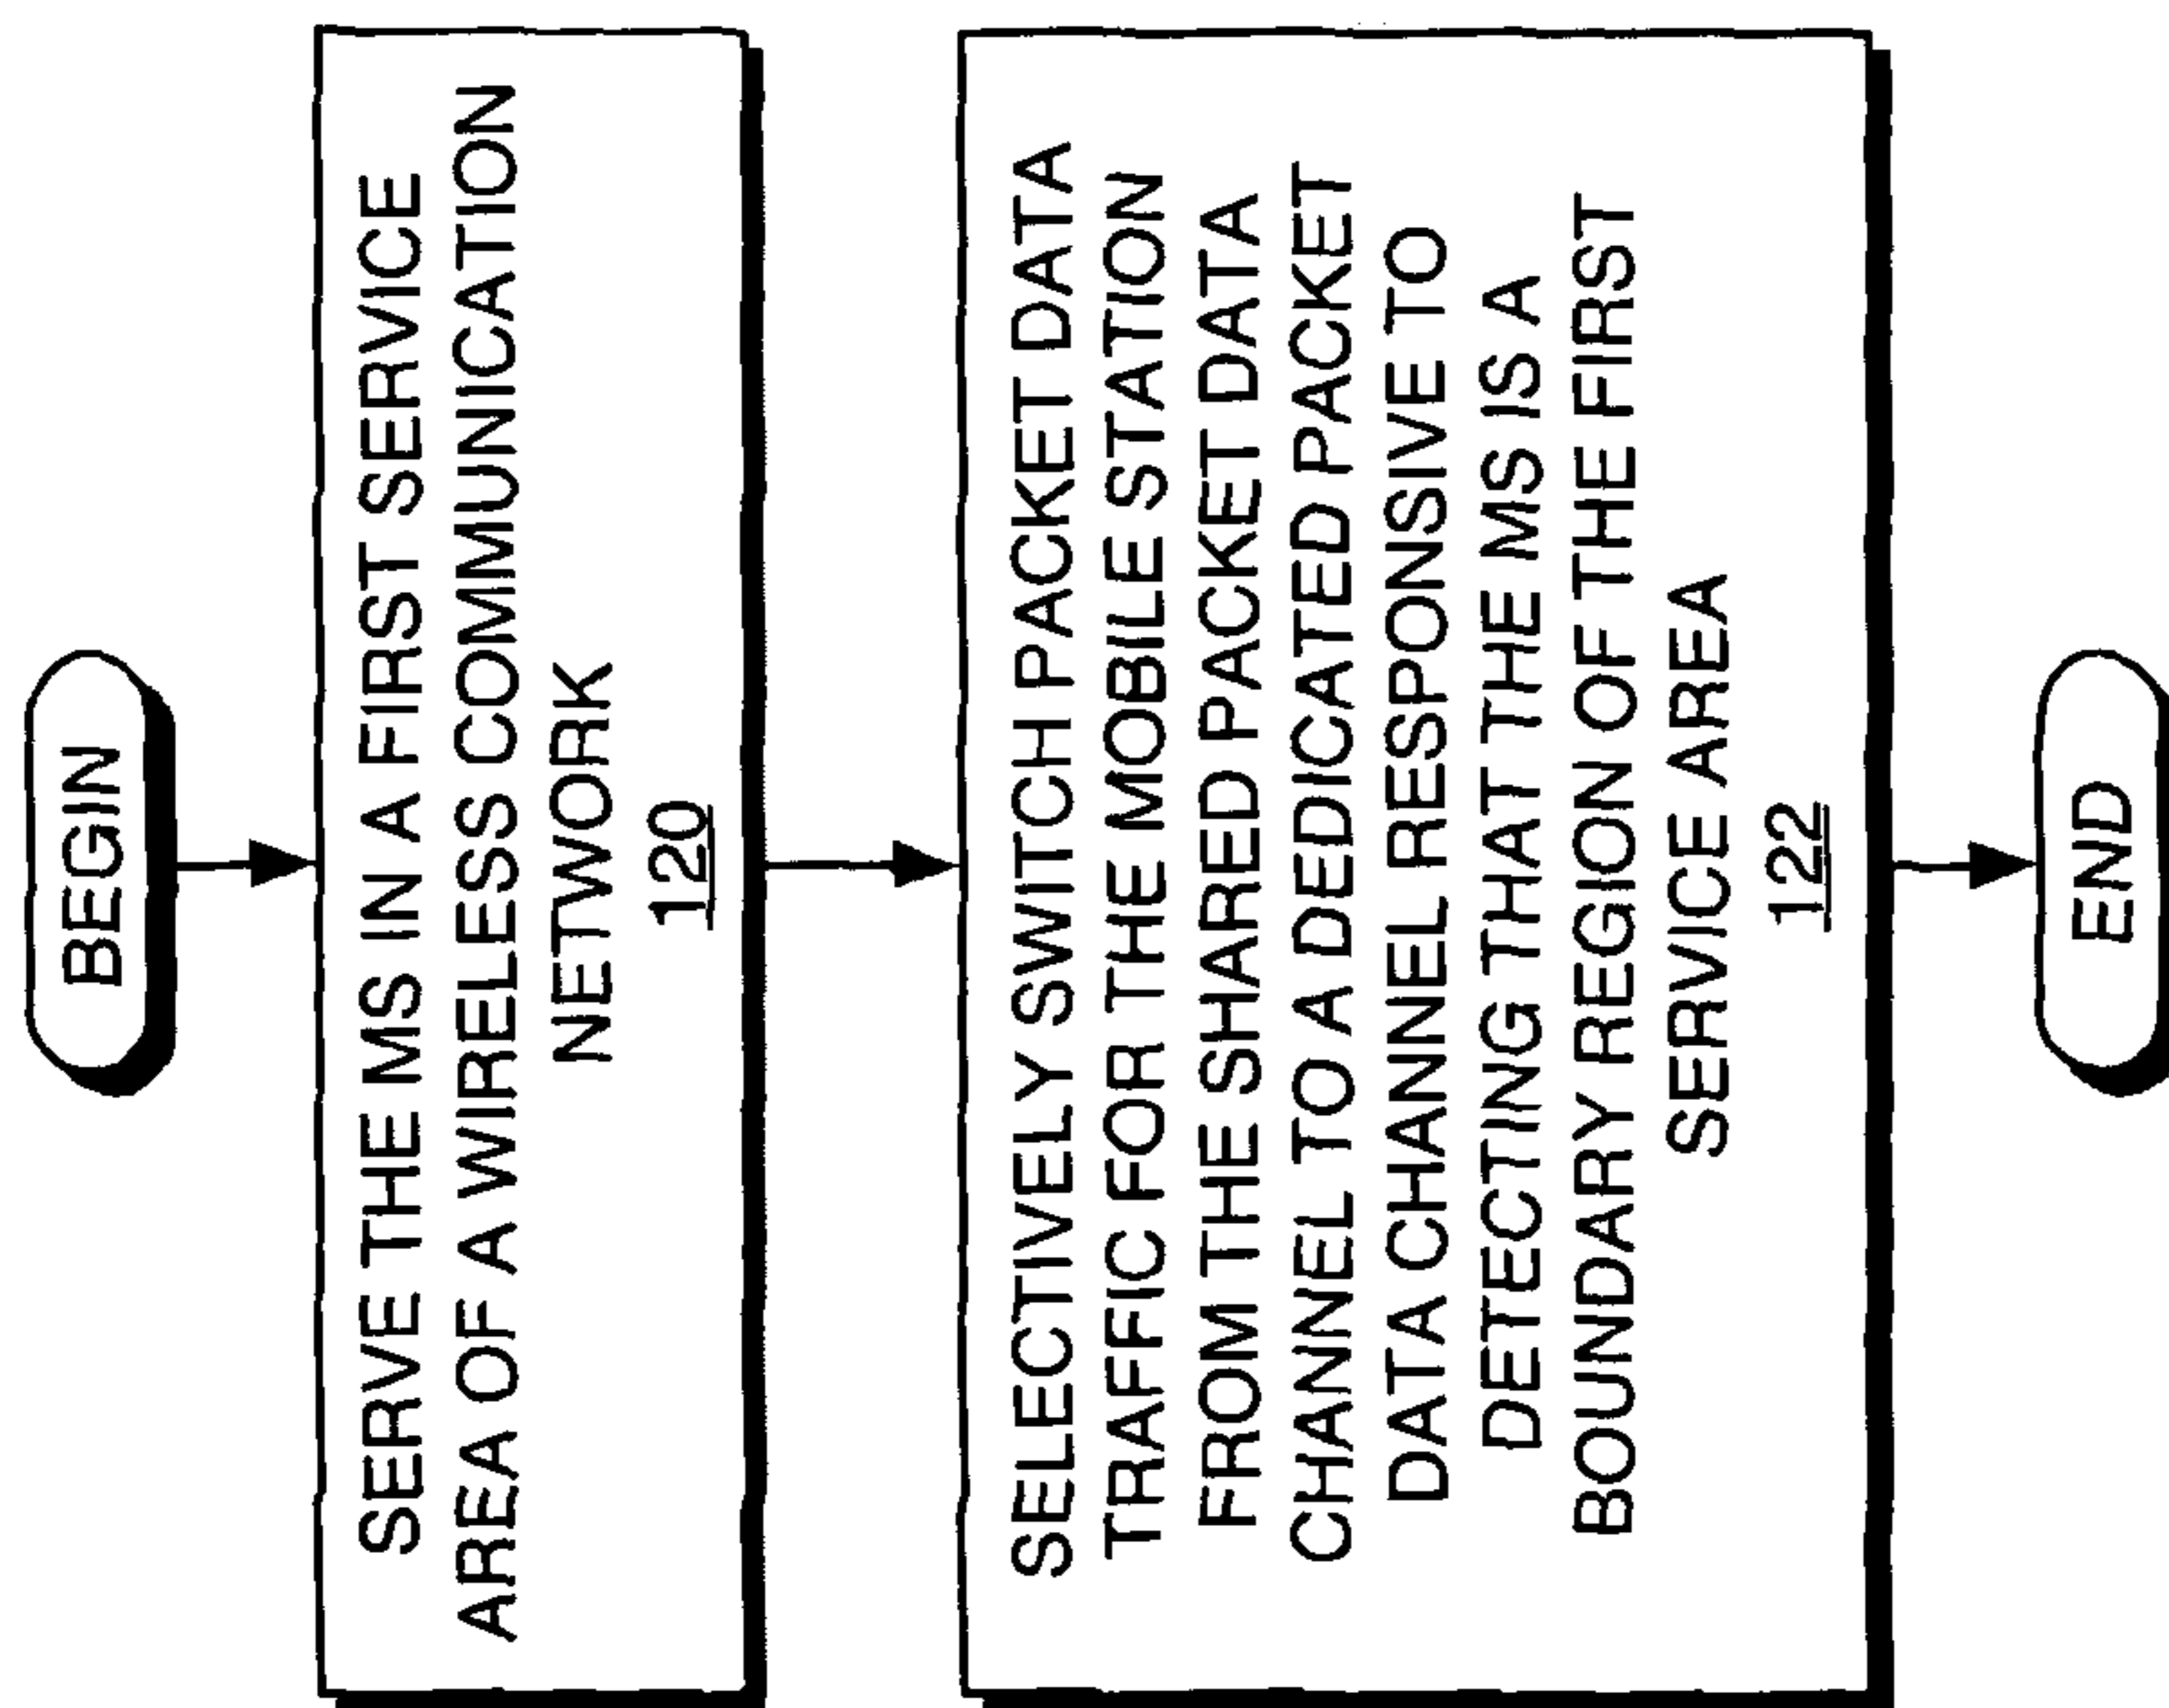 BEGIN
SERVE THE MS IN A FIRST SERVICE
AREA OF A WIRELESS COMMUNICATION
NETWORK
120
SELECTIVELY SWITCH PACKET DATA
TRAFFIC FOR THE MOBILE STATION
FROM THE SHARED PACKET DATA
CHANNEL TO A DEDICATED PACKET
DATA CHANNEL RESPONSIVE TO
DETECTING THAT THE MS IS A
BOUNDARY REGION OF THE FIRST
SERVICE AREA
122
END